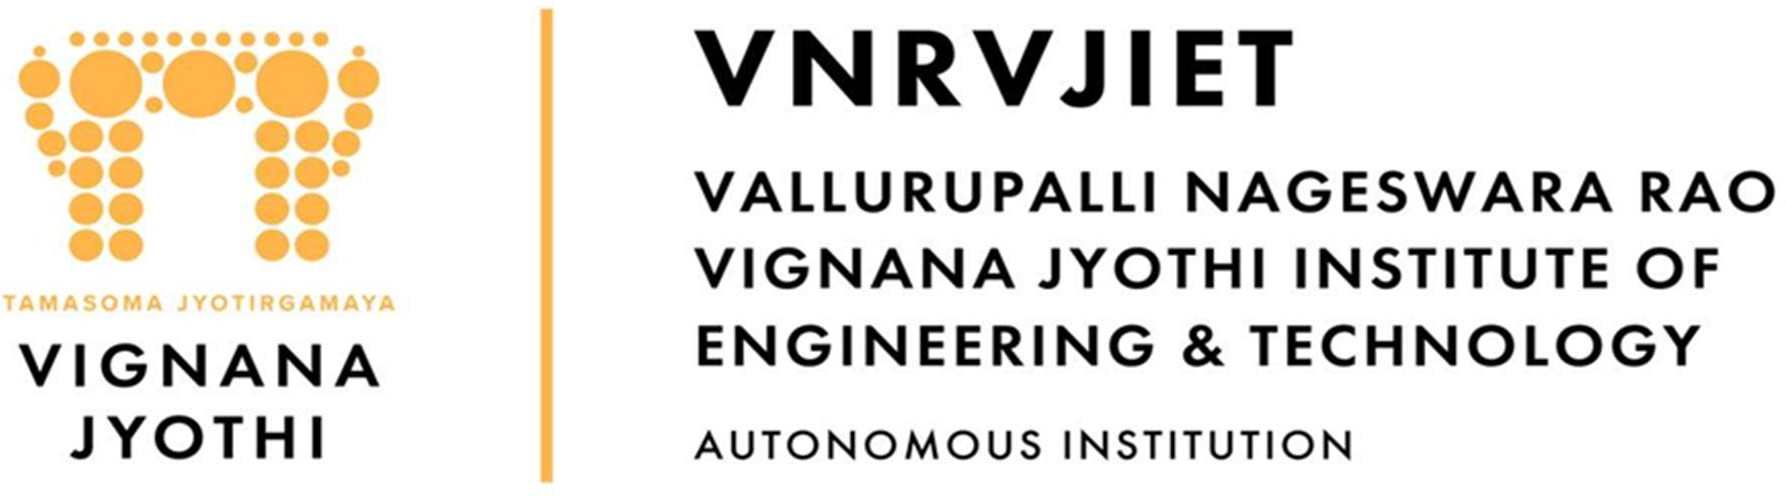 TAMASOMA JYOTIRGAMAYA
VIGNANA
JYOTHI
VNRVJIET
VALLURUPALLI NAGESWARA RAO
VIGNANA JYOTHI INSTITUTE OF
ENGINEERING & TECHNOLOGY
AUTONOMOUS INSTITUTION